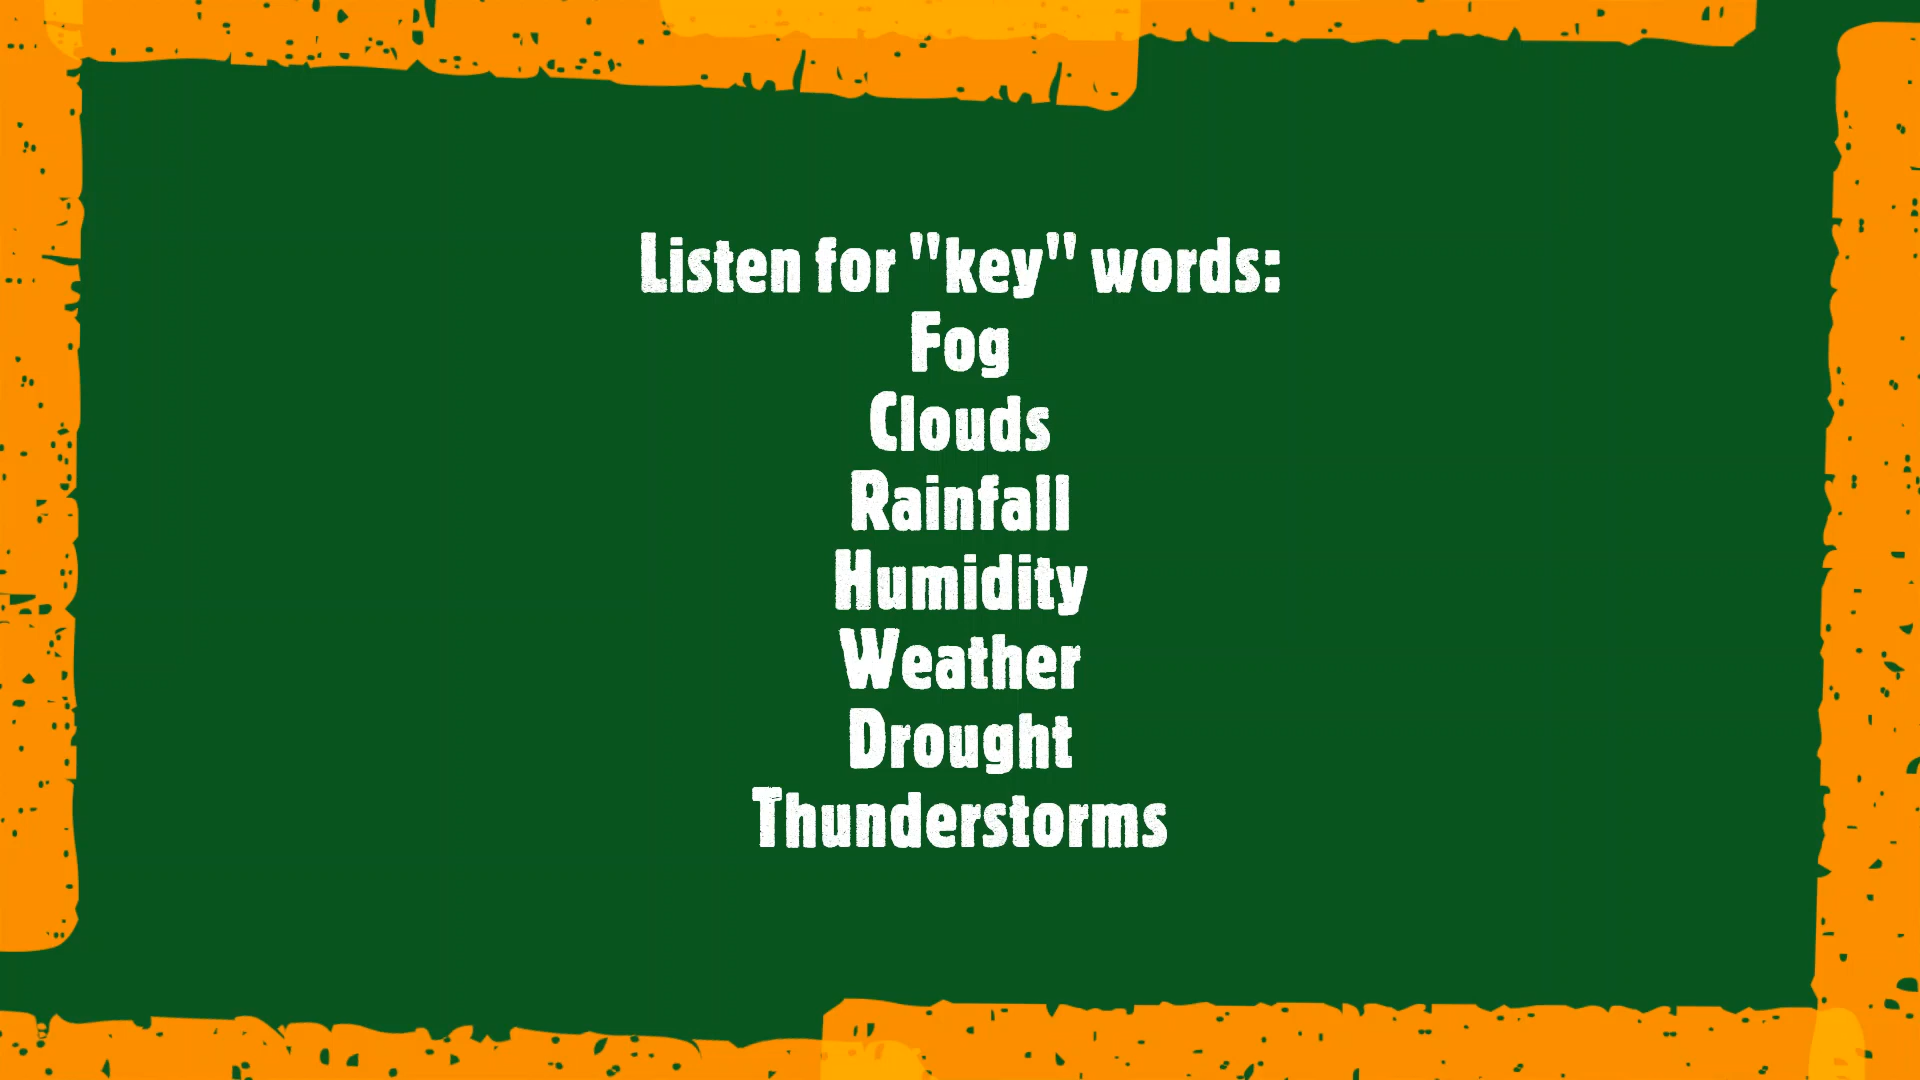 Listen for "key" words:
Fog
Clouds
Rainfall
Humidity
Weather
Drought
Thunderstorms